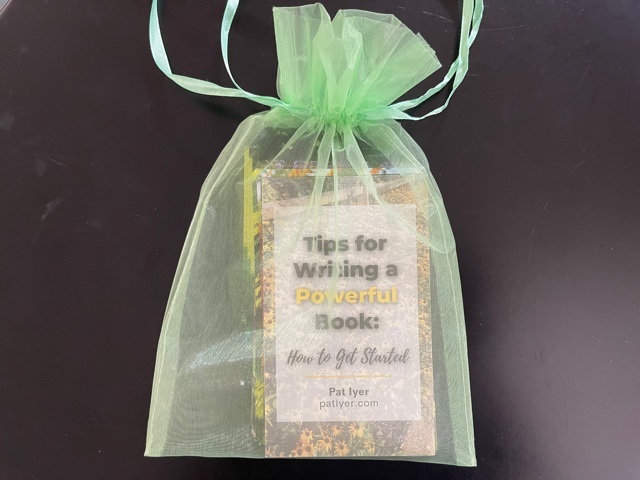 Tips for
Writing a
Powerful
Book:
How to Get Started
Pat Iyer
patiyer.com